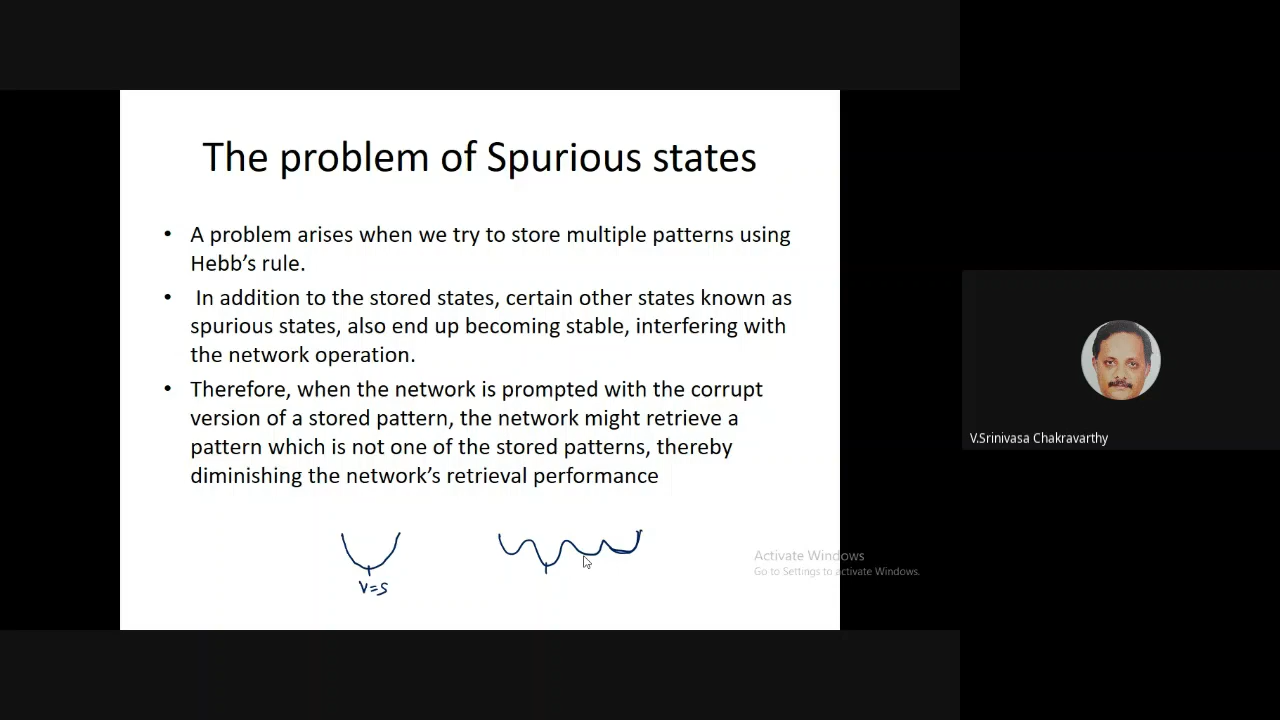 The problem of Spurious states
• A problem arises when we try to store multiple patterns using
Hebb's rule.
• In addition to the stored states, certain other states known as
spurious states, also end up becoming stable, interfering with
the network operation.
• Therefore, when the network is prompted with the corrupt
version of a stored pattern, the network might retrieve a
pattern which is not one of the stored patterns, thereby
diminishing the network's retrieval performance
V=S
Activate Windows
Go to Settings to activate Windows.
V.Srinivasa Chakravarthy